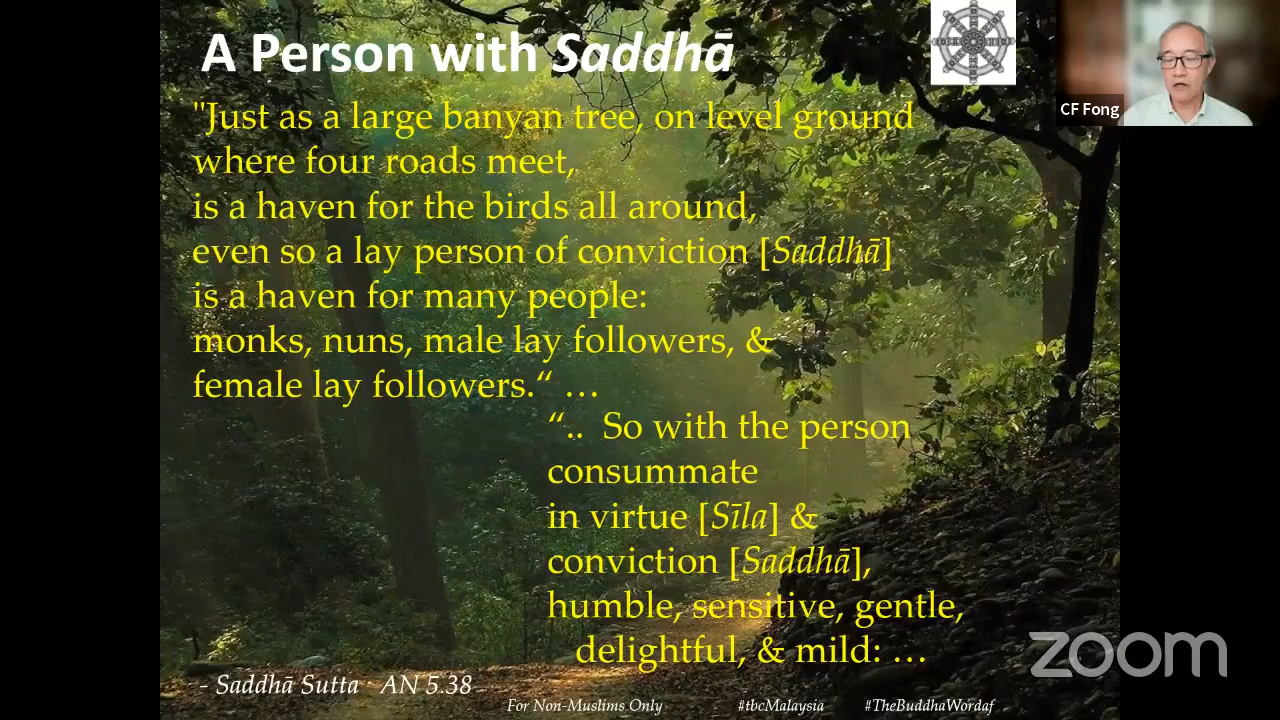 A Person with Saddhā
"Just as a large banyan tree, on level ground
where four roads meet,
is a haven for the birds all around,
even so a lay person of conviction [Saddhā]
is a haven for many people:
monks, nuns, male lay followers, &
female lay followers.“ …
“.. So with the person
consummate
in virtue [Sīla] &
conviction [Saddhā],
humble, sensitive, gentle,
delightful, & mild: …
- Saddhā Sutta · AN 5.38
For Non-Muslims Only #tbcMalaysia #TheBuddhaWordaf
CF Fong
zoom